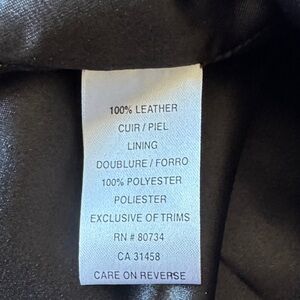 100% LEATHER
CUIR / PIEL
LINING
DOUBLURE / FORRO
100% POLYESTER
POLIESTER
EXCLUSIVE OF TRIMS
RN # 80734
CA 31458
CARE ON REVERSE